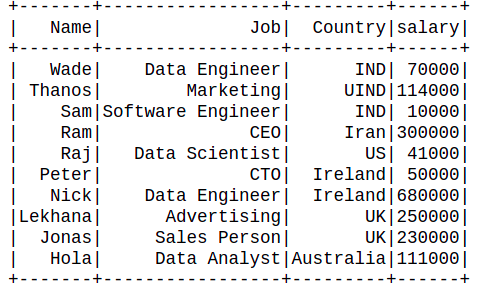 +-------+-----------------+---------+------+
|   Name|              Job|  Country|salary|
+-------+-----------------+---------+------+
|   Wade|    Data Engineer|      IND| 70000|
| Thanos|        Marketing|     UIND|114000|
|    Sam|Software Engineer|      IND| 10000|
|    Ram|              CEO|     Iran|300000|
|    Raj|   Data Scientist|       US| 41000|
|  Peter|              CTO|  Ireland| 50000|
|   Nick|    Data Engineer|  Ireland|680000|
|Lekhana|      Advertising|       UK|250000|
|  Jonas|     Sales Person|       UK|230000|
|   Hola|     Data Analyst|Australia|111000|
+-------+-----------------+---------+------+